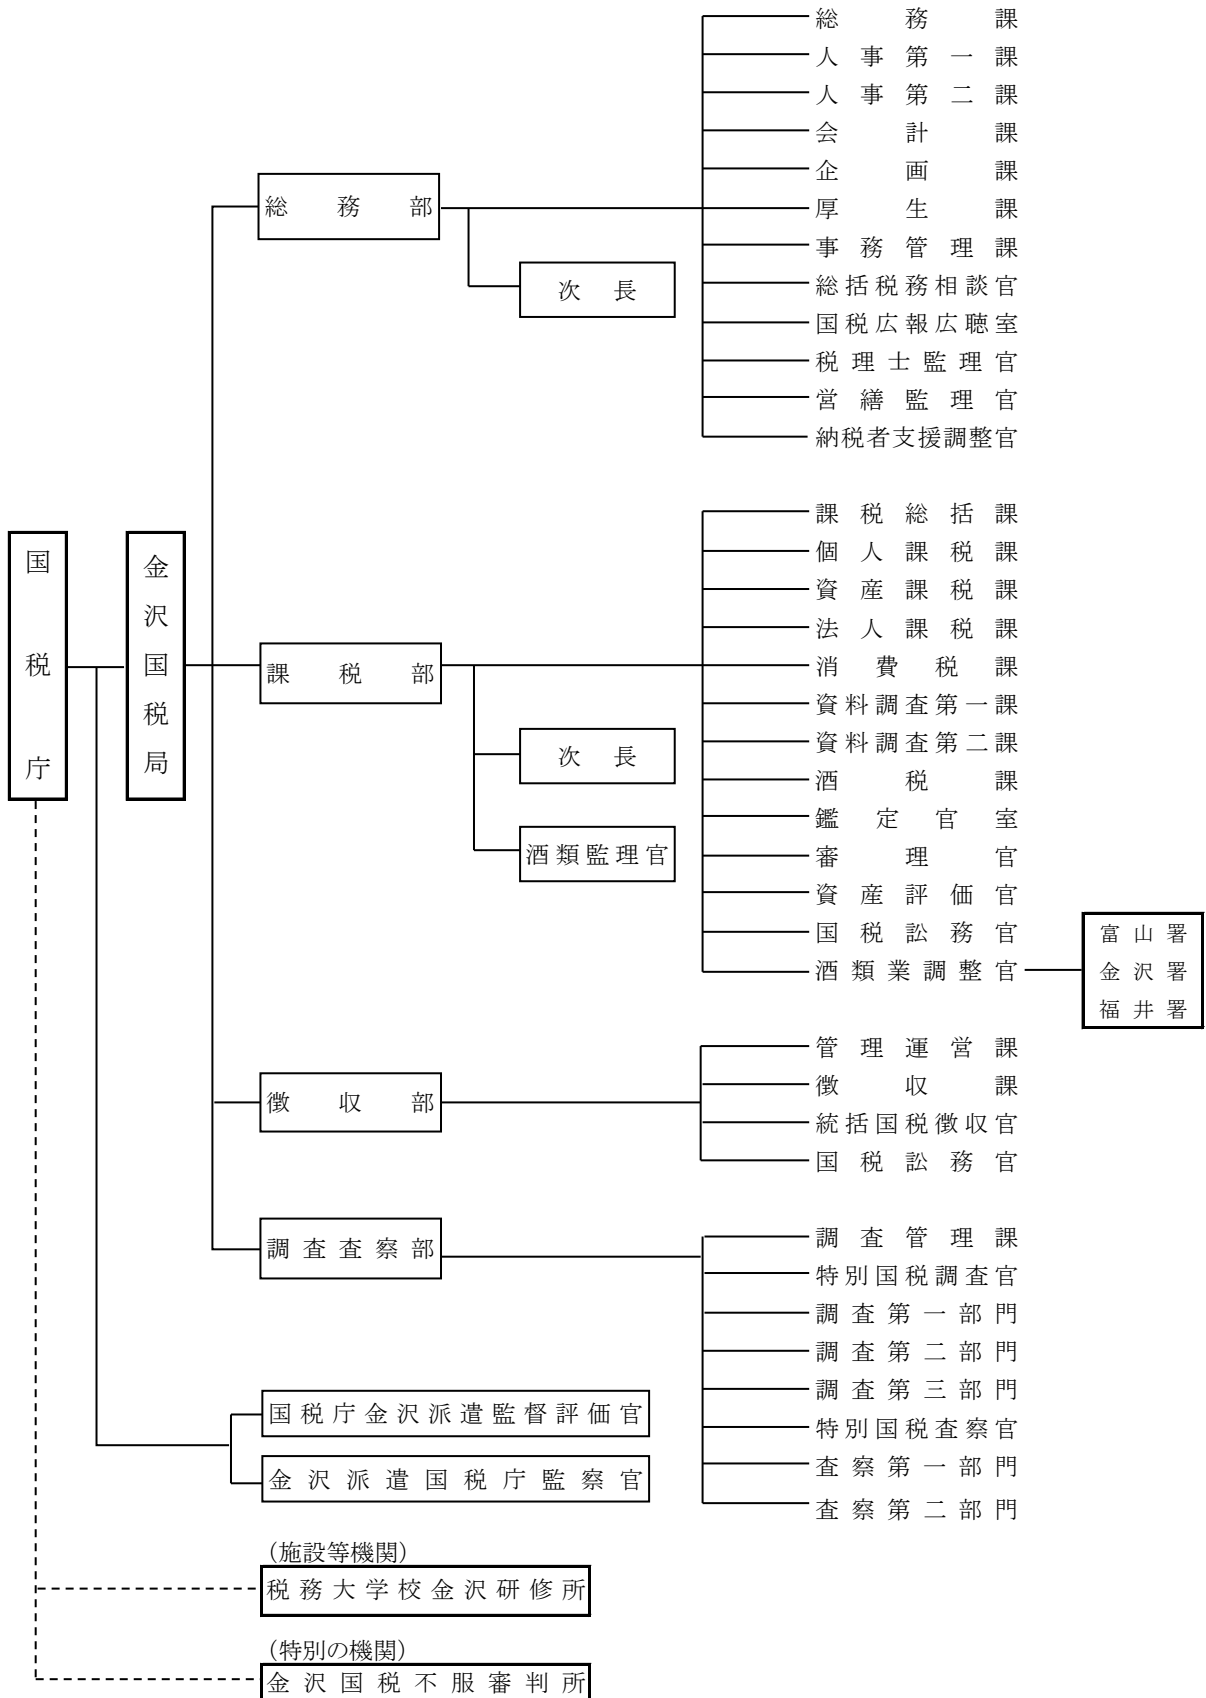 国税庁
金沢国税局
総務部
次長
総務課
人事第一課
人事第二課
会計課
企画課
厚生課
事務管理課
総括税務相談官
国税広報広聴室
税理士監理官
営繕監理官
納税者支援調整官
課税部
次長
酒類監理官
課税総括課
個人課税課
資産課税課
法人課税課
消費税課
資料調査第一課
資料調査第二課
酒税課
鑑定官室
審理官
資産評価官
国税訟務官
酒類業調整官
富山署
金沢署
福井署
徴収部
管理運営課
徴収課
統括国税徴収官
国税訟務官
調査査察部
調査管理課
特別国税調査官
調査第一部門
調査第二部門
調査第三部門
特別国税査察官
査察第一部門
査察第二部門
国税庁金沢派遣監督評価官
金沢派遣国税庁監察官
(施設等機関)
税務大学校金沢研修所
(特別の機関)
金沢国税不服審判所